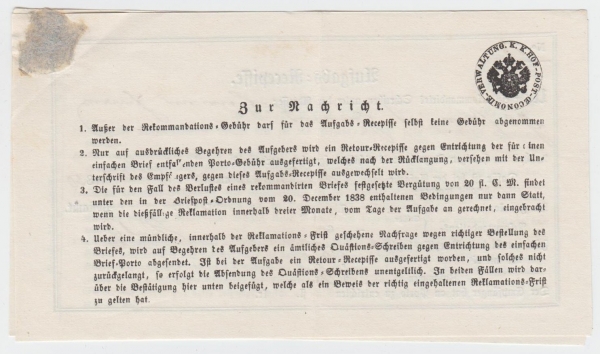 K. K. HOF-POST-ŒCONOMIE-VERWALTUNG.
Aufgabs-Recepisse.
Zur Nachricht.
1. Außer der Rekommandations-Gebühr darf für das Aufgabs-Recepisse selbst keine Gebühr abgenommen
werden.
2. Nur auf ausdrückliches Begehren des Aufgebers wird ein Retour-Recepisse gegen Entrichtung der für einen
einfachen Brief entfallenden Porto-Gebühr ausgefertigt, welches nach der Rücklangung, versehen mit der Un-
terschrift des Empfängers, gegen dieses Aufgabs-Recepisse ausgewechselt wird.
3. Die für den Fall des Verlustes eines rekommandirten Briefes festgesetzte Vergütung von 20 fl. C. M. findet
unter den in der Briefpost-Ordnung vom 20. December 1838 enthaltenen Bedingungen nur dann Statt,
wenn die dießfällige Reklamation innerhalb dreier Monate, vom Tage der Aufgabe an gerechnet, eingebracht
wird.
4. Ueber eine mündliche, innerhalb der Reklamations-Frist geschehene Nachfrage wegen richtiger Bestellung des
Briefes, wird auf Begehren des Aufgebers ein ämtliches Quästions-Schreiben gegen Entrichtung des einfachen
Brief-Porto abgesendet. Ist bei der Aufgabe ein Retour-Recepisse ausgefertigt worden, und solches nicht
zurückgelangt, so erfolgt die Absendung des Quästions-Schreibens unentgeltlich. In beiden Fällen wird dar-
über die Bestätigung hier unten beigefügt, welche als ein Beweis der richtig eingehaltenen Reklamations-Frist
zu gelten hat.